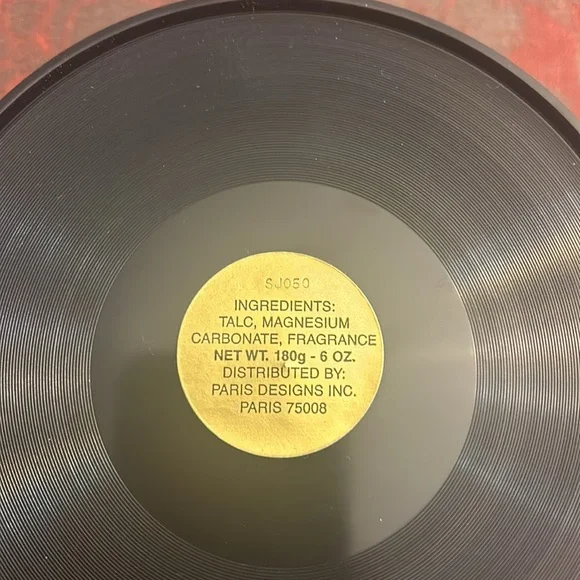 SJ050
INGREDIENTS:
TALC, MAGNESIUM
CARBONATE, FRAGRANCE
NET WT. 180g - 6 OZ.
DISTRIBUTED BY:
PARIS DESIGNS INC.
PARIS 75008